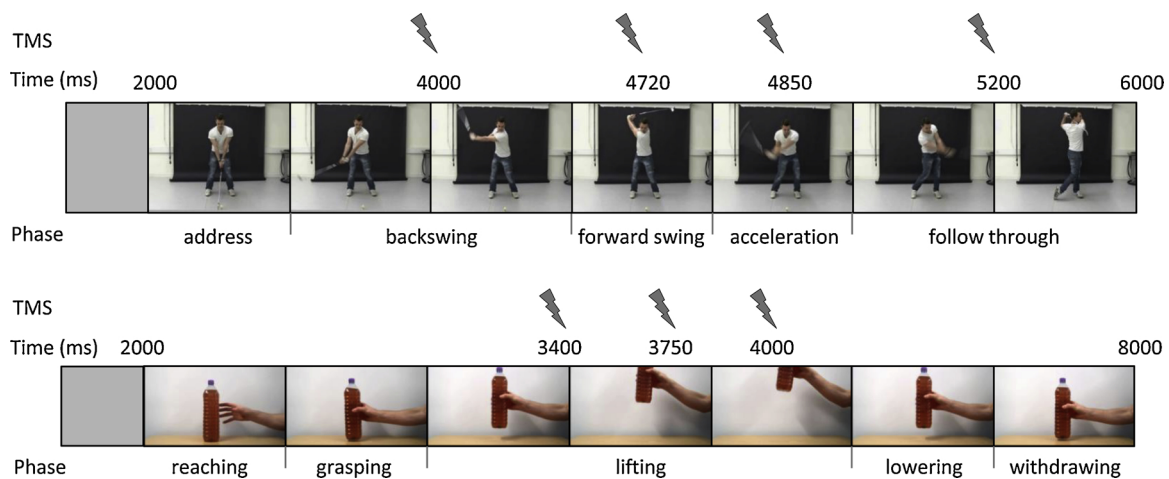 TMS
Time (ms) 2000 4000 4720 4850 5200 6000
Phase address backswing forward swing acceleration follow through
TMS
Time (ms) 2000 3400 3750 4000 8000
Phase reaching grasping lifting lowering withdrawing